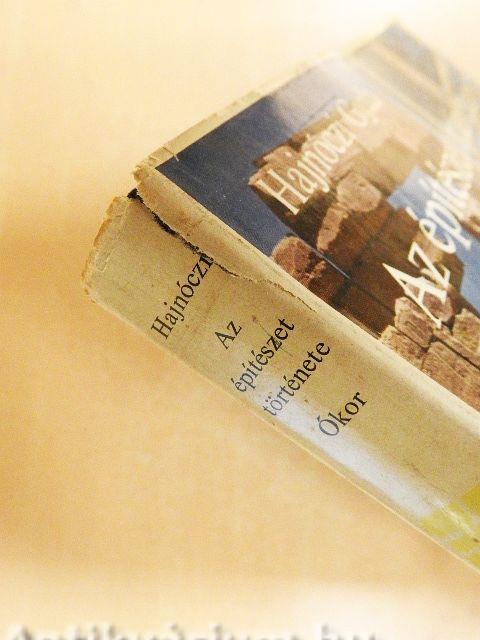 Hajnóczi
Az
építészet
története
Ókor
Hajnóczi
Az építész